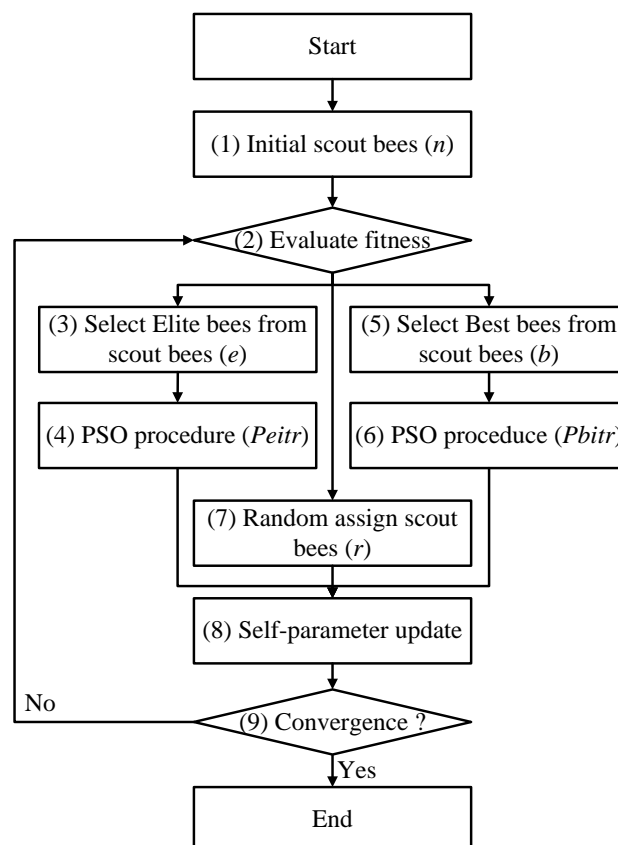 Start
(1) Initial scout bees (n)
(2) Evaluate fitness
(3) Select Elite bees from
scout bees (e)
(5) Select Best bees from
scout bees (b)
(4) PSO procedure (Peitr)
(6) PSO produce (Pbitr)
(7) Random assign scout
bees (r)
(8) Self-parameter update
(9) Convergence ?
No
Yes
End